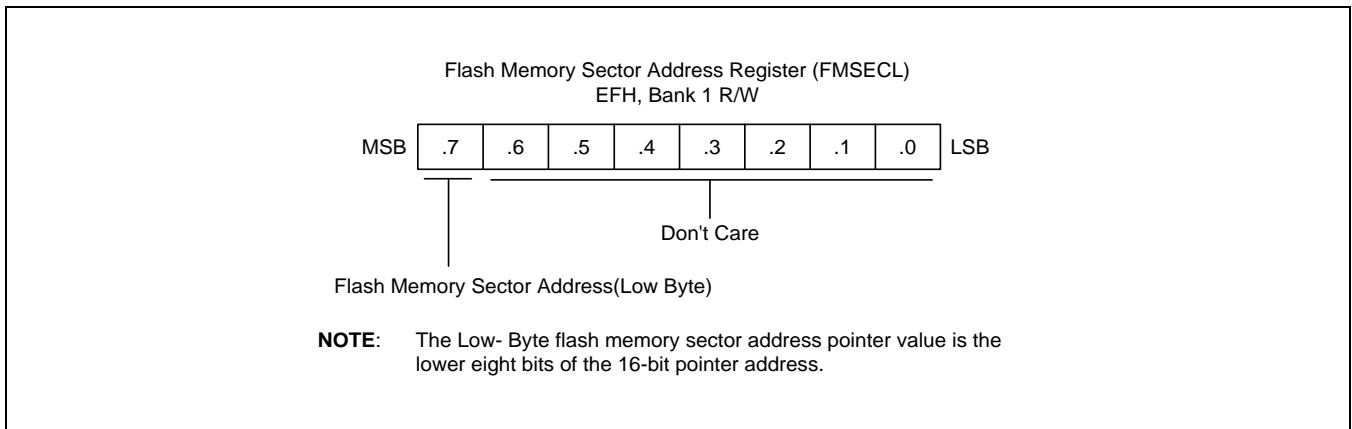 Flash Memory Sector Address Register (FMSECL)
EFH, Bank 1 R/W
MSB .7 .6 .5 .4 .3 .2 .1 .0 LSB
Don't Care
Flash Memory Sector Address(Low Byte)
NOTE: The Low- Byte flash memory sector address pointer value is the
lower eight bits of the 16-bit pointer address.